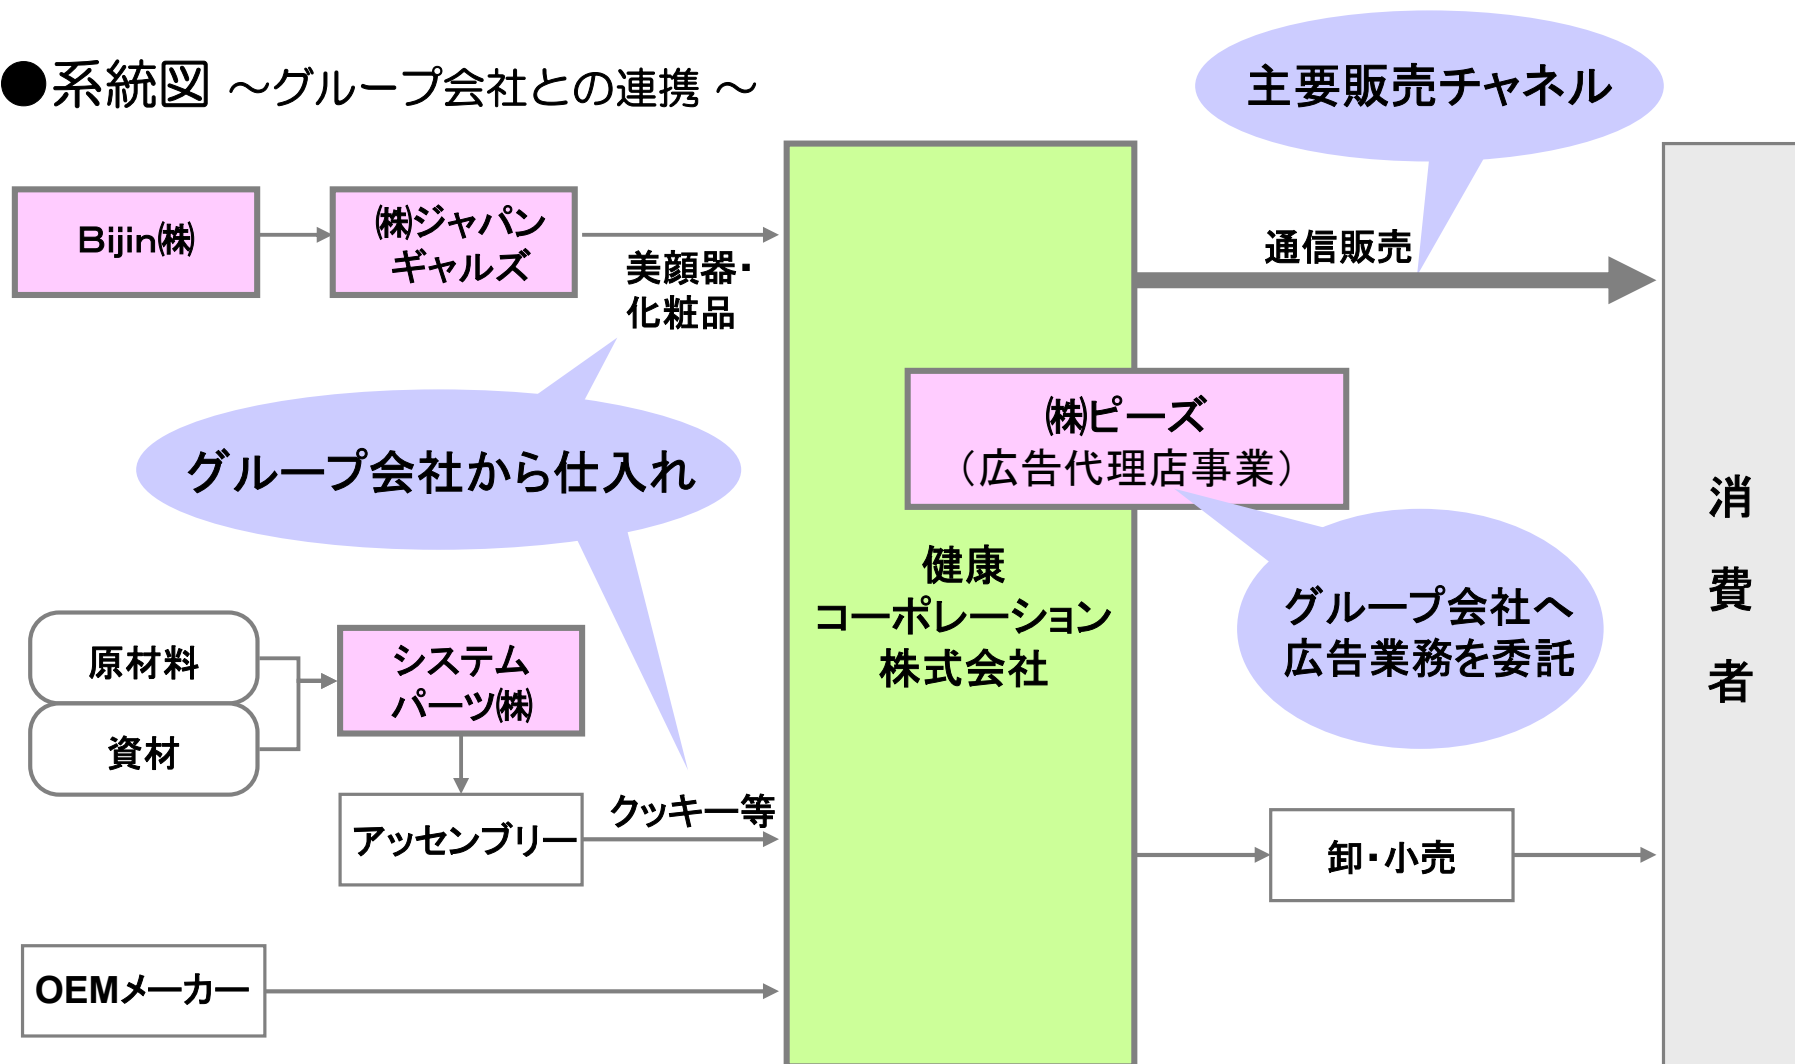 ●系統図 ～グループ会社との連携 ～
主要販売チャネル
Bijin㈱
㈱ジャパン
ギャルズ
美顔器・
化粧品
通信販売
グループ会社から仕入れ
㈱ピーズ
（広告代理店事業）
健康
コーポレーション
株式会社
グループ会社へ
広告業務を委託
原材料
資材
システム
パーツ㈱
アッセンブリー
クッキー等
卸・小売
OEMメーカー
消
費
者